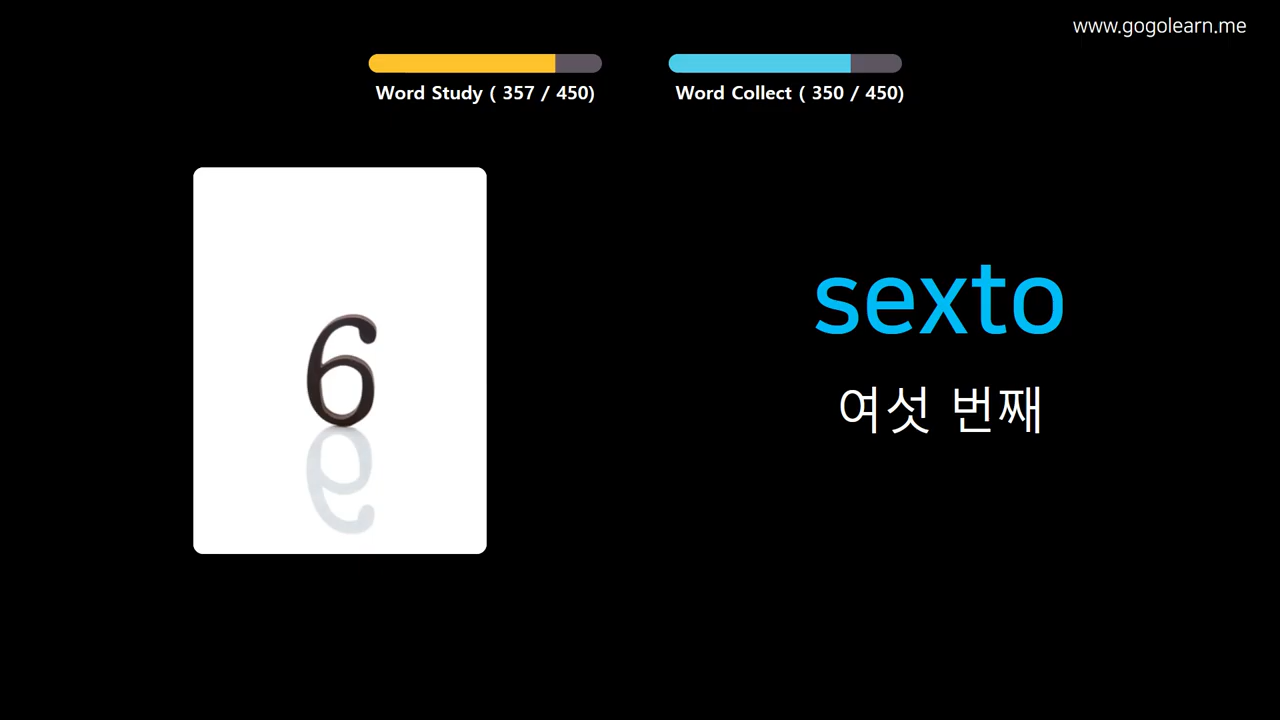 www.gogolearn.me
Word Study ( 357 / 450)
Word Collect ( 350 / 450)
6
sexto
여섯 번째